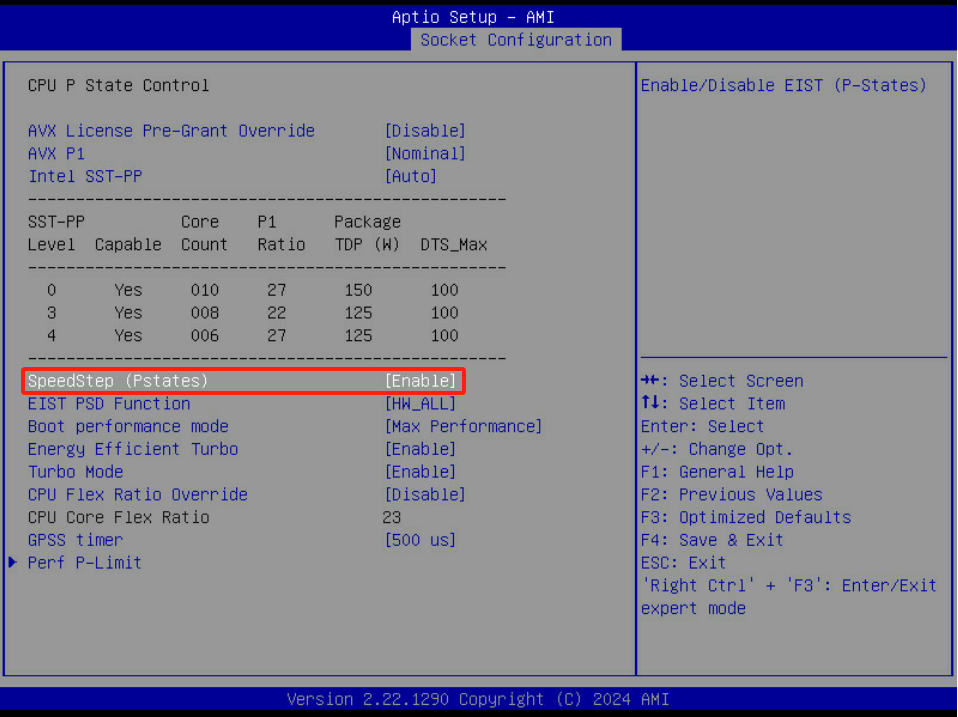 Aptio Setup – AMI
Socket Configuration
CPU P State Control
Enable/Disable EIST (P-States)
AVX License Pre-Grant Override [Disable]
AVX P1 [Nominal]
Intel SST-PP [Auto]
--------------------------------------------------
SST-PP Core P1 Package
Level Capable Count Ratio TDP (W) DTS_Max
--------------------------------------------------
0 Yes 010 27 150 100
3 Yes 008 22 125 100
4 Yes 006 27 125 100
--------------------------------------------------
SpeedStep (Pstates) [Enable]
EIST PSD Function [HW_ALL]
Boot performance mode [Max Performance]
Energy Efficient Turbo [Enable]
Turbo Mode [Enable]
CPU Flex Ratio Override [Disable]
CPU Core Flex Ratio 23
GPSS timer [500 us]
Perf P-Limit
→←: Select Screen
↑↓: Select Item
Enter: Select
+/-: Change Opt.
F1: General Help
F2: Previous Values
F3: Optimized Defaults
F4: Save & Exit
ESC: Exit
'Right Ctrl' + 'F3': Enter/Exit
expert mode
Version 2.22.1290 Copyright (C) 2024 AMI